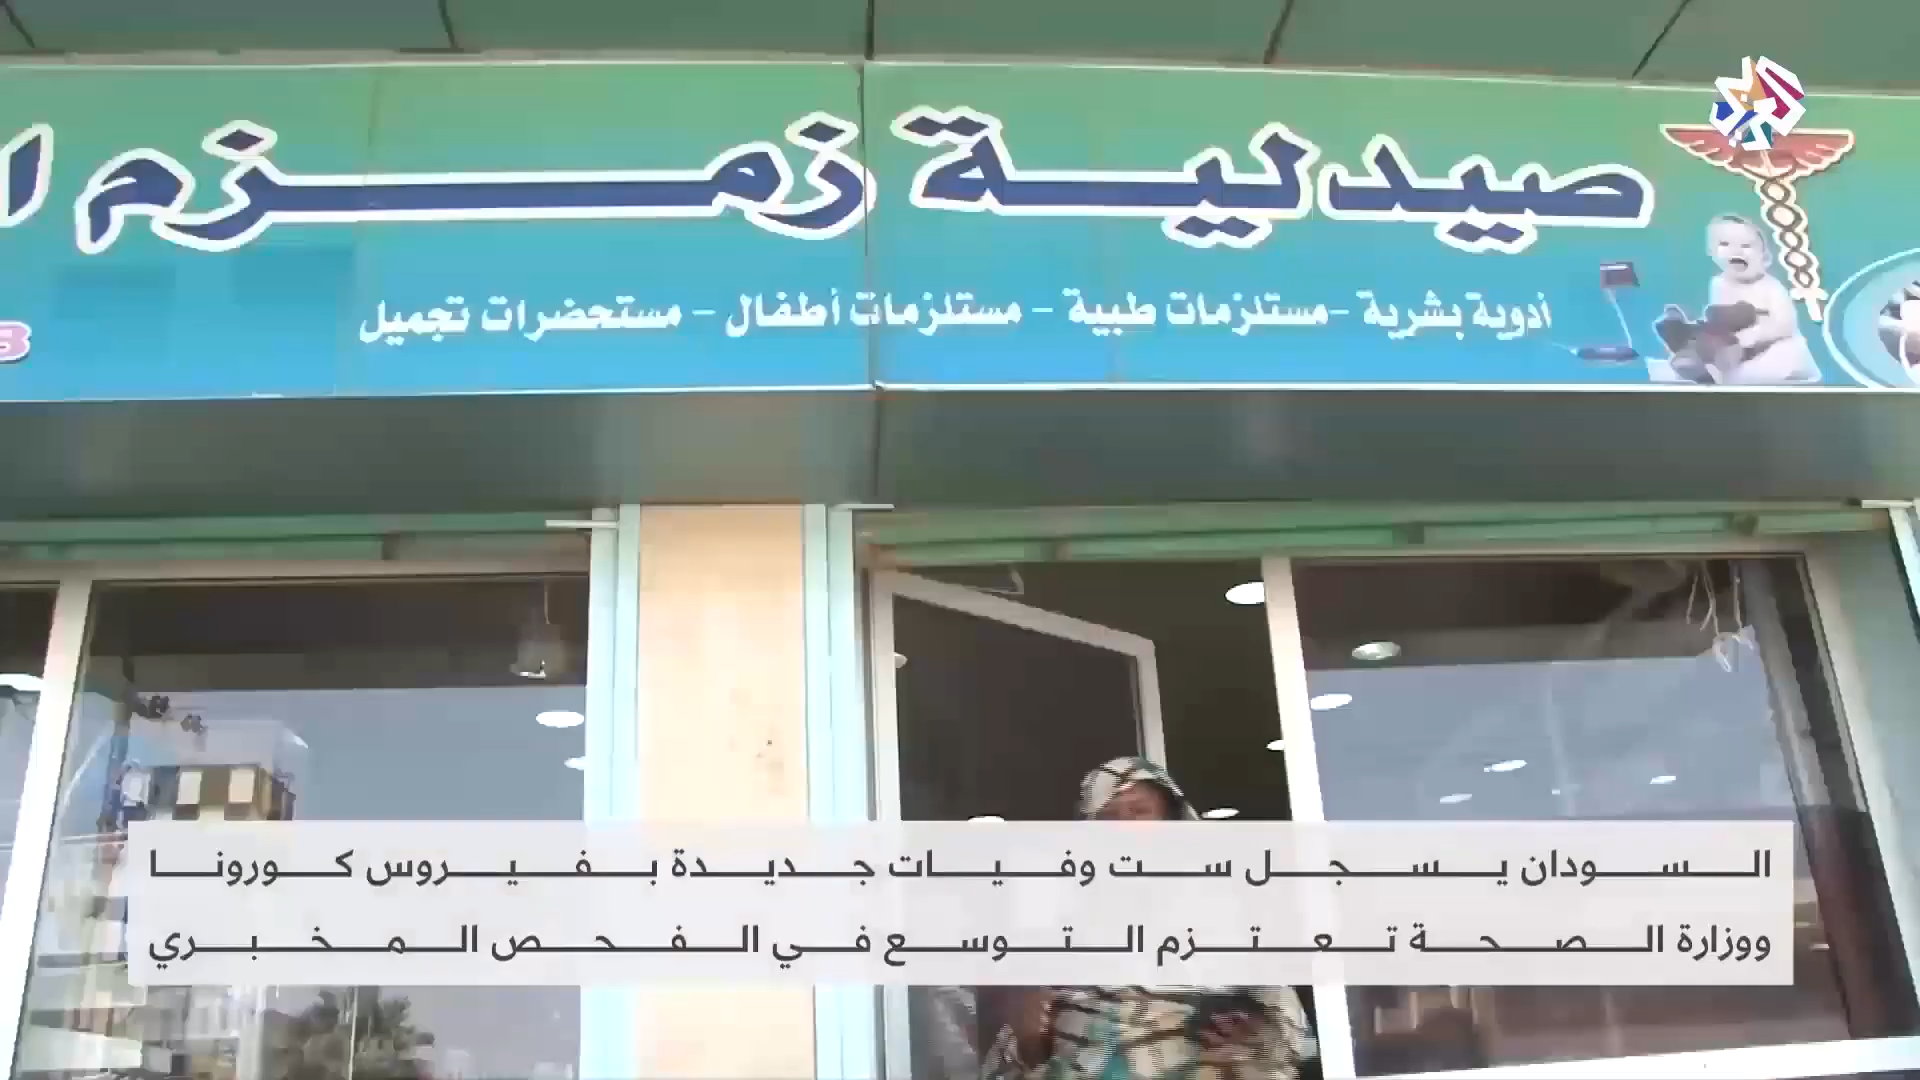 صيدلية زمزم ا
أدوية بشرية - مستلزمات طبية - مستلزمات أطفال - مستحضرات تجميل
السودان يسجل ست وفيات جديدة بفيروس كورونا
ووزارة الصحة تعتزم التوسع في الفحص المخبري